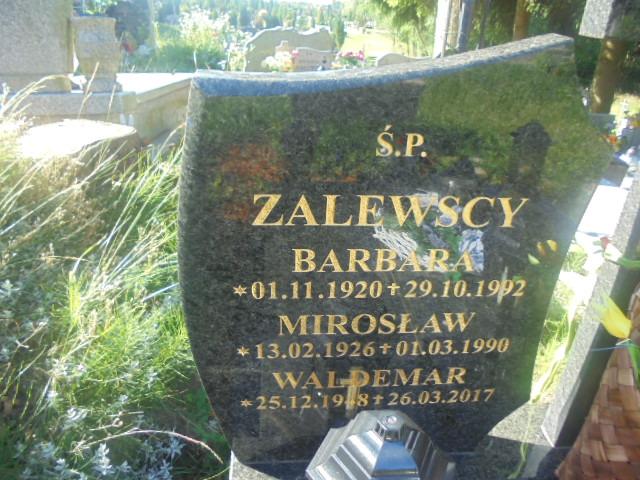 Ś.P.
ZALEWSCY
BARBARA
*01.11.1920 + 29.10.1992
MIROSŁAW
*13.02.1926 + 01.03.1990
WALDEMAR
*25.12.1948 + 26.03.2017